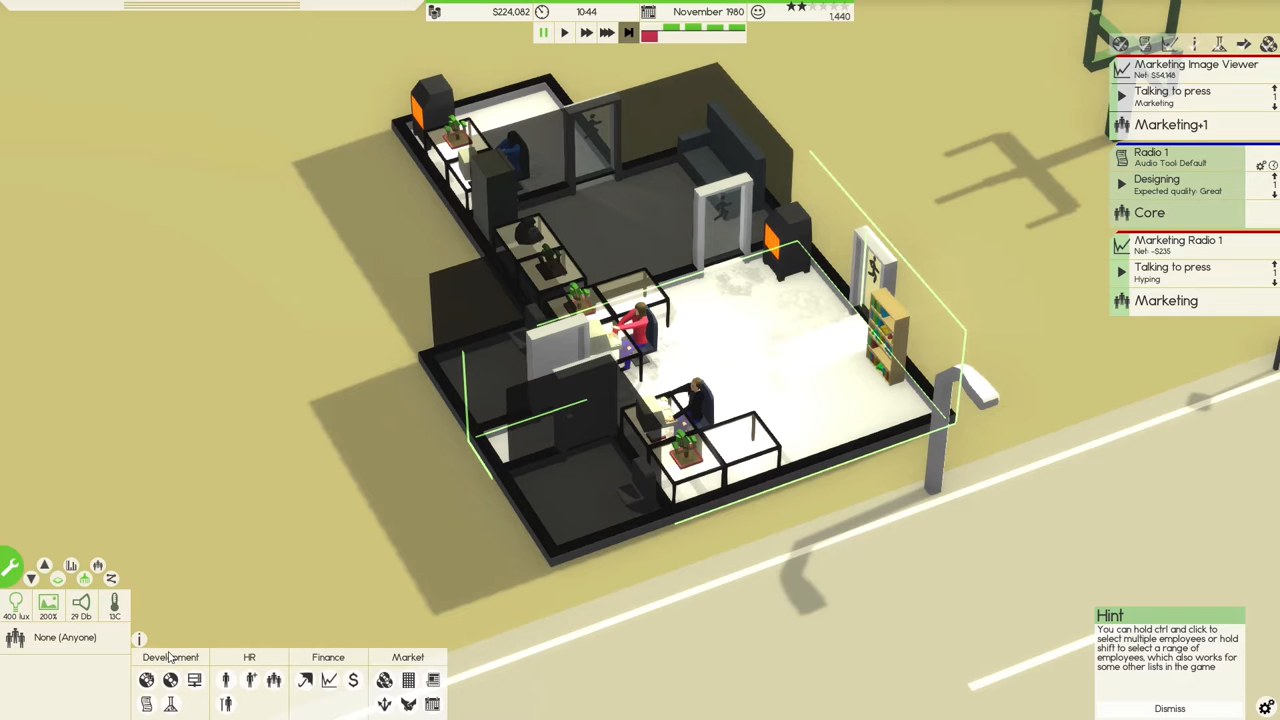 $224,082
10:44
November 1980
1,440
Marketing Image Viewer
Net: $54,148
Talking to press
Marketing
1
Marketing+1
Radio 1
Audio Tool: Default
Designing
Expected quality: Great
1
Core
Marketing Radio 1
Net: -$235
Talking to press
Hyping
1
Marketing
400 lux
200%
29 Db
13C
None (Anyone)
i
Development
HR
Finance
Market
Hint
You can hold ctrl and click to
select multiple employees or hold
shift to select a range of
employees, which also works for
some other lists in the game
Dismiss